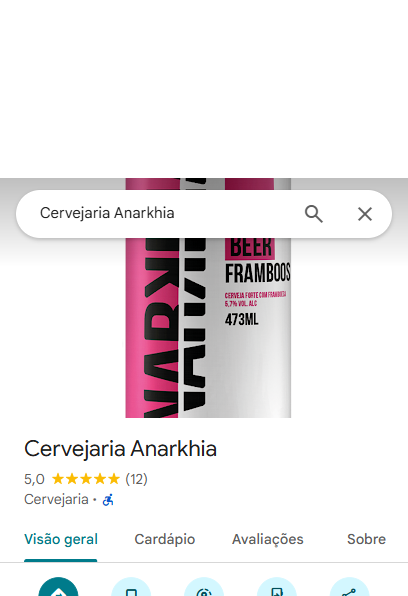 Cervejaria Anarkhia
BEER
FRAMBOOS
CERVEJA FORTE COM FRAMBOESA
5,7% VOL. ALC
473ML
Cervejaria Anarkhia
5,0 ★★★★★ (12)
Cervejaria ·
Visão geral
Cardápio
Avaliações
Sobre